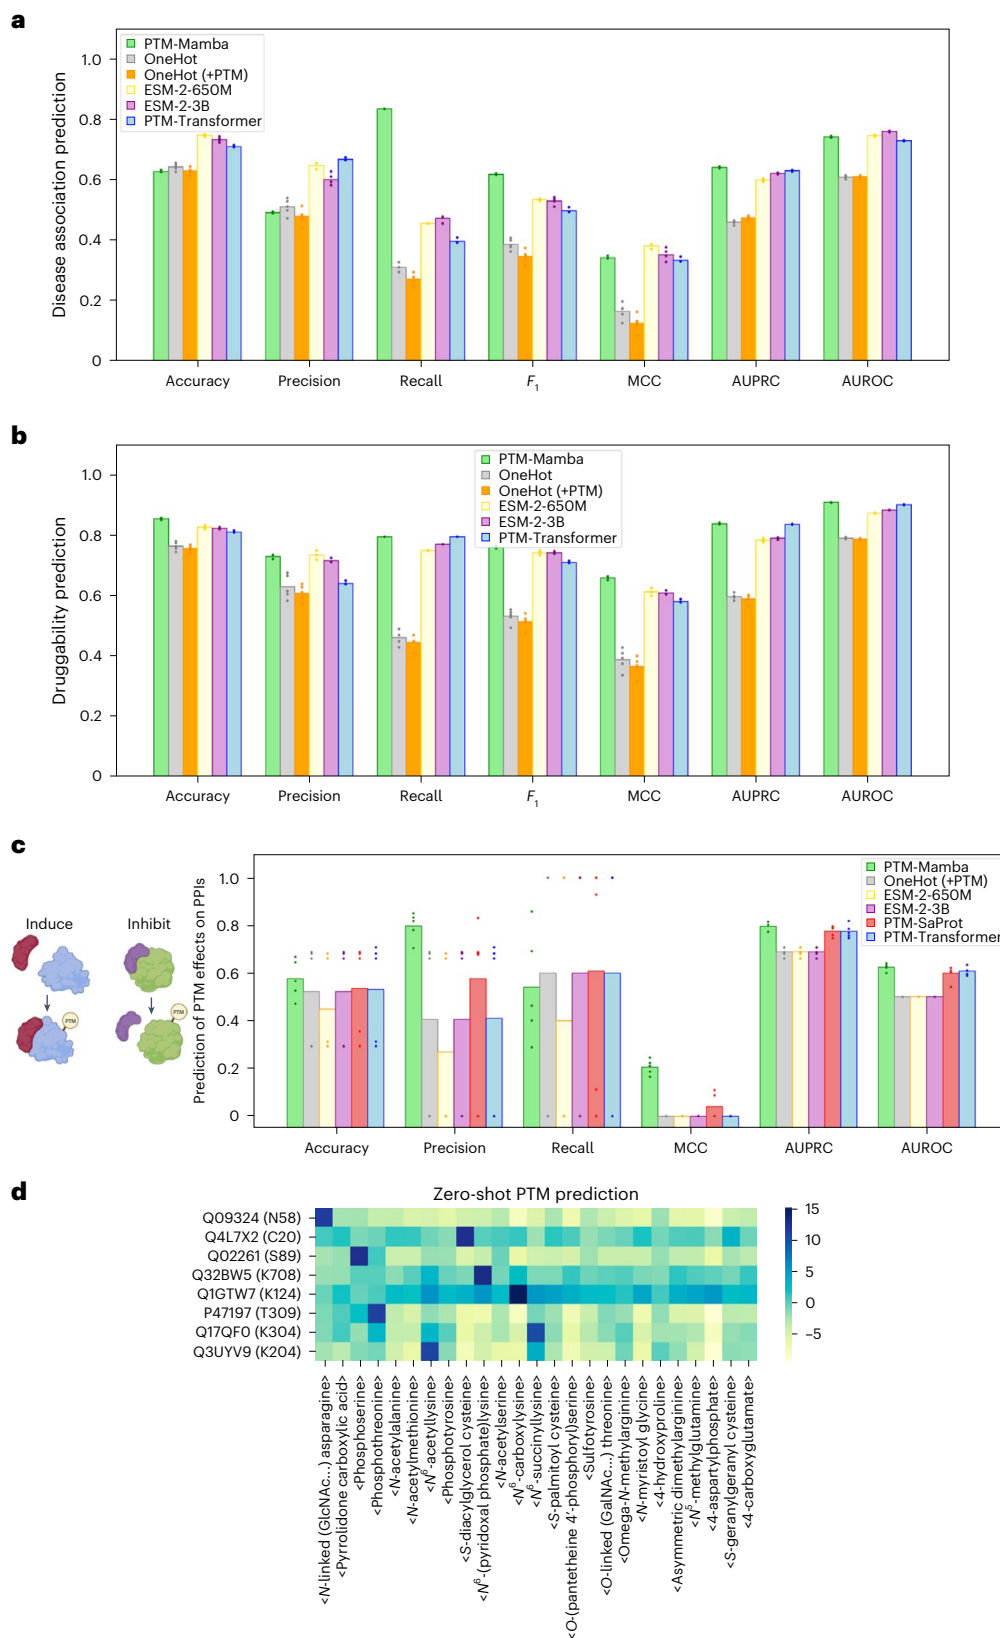 a
PTM-Mamba
OneHot
OneHot (+PTM)
ESM-2-650M
ESM-2-3B
PTM-Transformer
Disease association prediction
1.0
0.8
0.6
0.4
0.2
0
Accuracy Precision Recall F1 MCC AUPRC AUROC
b
PTM-Mamba
OneHot
OneHot (+PTM)
ESM-2-650M
ESM-2-3B
PTM-Transformer
Druggability prediction
1.0
0.8
0.6
0.4
0.2
0
Accuracy Precision Recall F1 MCC AUPRC AUROC
c
Induce Inhibit
PTM PTM
PTM-Mamba
OneHot (+PTM)
ESM-2-650M
ESM-2-3B
PTM-SaProt
PTM-Transformer
Prediction of PTM effects on PPIs
1.0
0.8
0.6
0.4
0.2
0
Accuracy Precision Recall MCC AUPRC AUROC
d
Zero-shot PTM prediction
Q09324 (N58)
Q4L7X2 (C20)
Q02261 (S89)
Q32BW5 (K708)
Q1GTW7 (K124)
P47197 (T309)
Q17QF0 (K304)
Q3UYV9 (K204)
15
10
5
0
−5
<N-linked (GlcNAc...) asparagine>
<Pyrrolidone carboxylic acid>
<Phosphoserine>
<Phosphothreonine>
<N-acetylalanine>
<N-acetylmethionine>
<N6-acetyllysine>
<Phosphotyrosine>
<S-diacylglycerol cysteine>
<N6-(pyridoxal phosphate)lysine>
<N-acetylserine>
<N6-carboxylysine>
<N6-succinyllysine>
<S-palmitoyl cysteine>
<O-(pantetheine 4′-phosphoryl)serine>
<Sulfotyrosine>
<O-linked (GalNAc...) threonine>
<Omega-N-methylarginine>
<N-myristoyl glycine>
<4-hydroxyproline>
<Asymmetric dimethylarginine>
<N5-methylglutamine>
<4-aspartylphosphate>
<S-geranylgeranyl cysteine>
<4-carboxyglutamate>